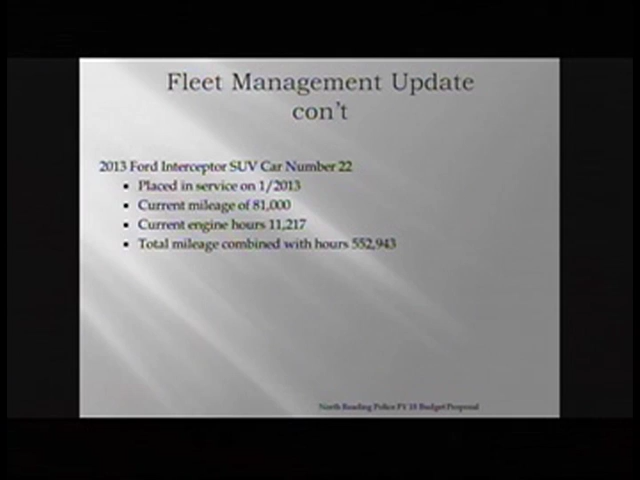 Fleet Management Update
con't
2013 Ford Interceptor SUV Car Number 22
▪ Placed in service on 1/2013
▪ Current mileage of 81,000
▪ Current engine hours 11,217
▪ Total mileage combined with hours 552,943
North Reading Police FY 18 Budget Proposal